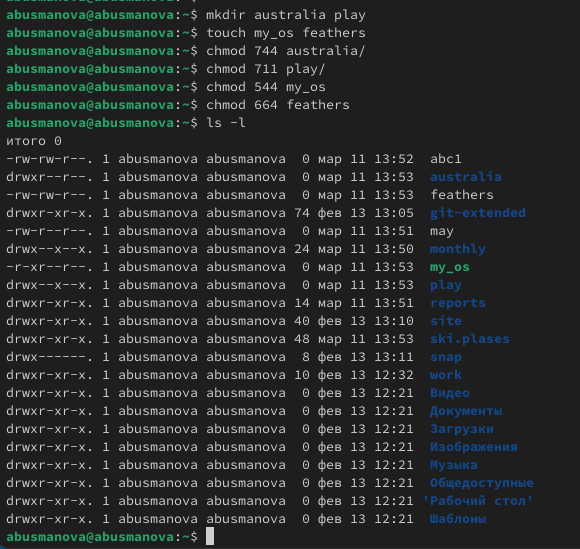 abusmanova@abusmanova:~$ mkdir australia play
abusmanova@abusmanova:~$ touch my_os feathers
abusmanova@abusmanova:~$ chmod 744 australia/
abusmanova@abusmanova:~$ chmod 711 play/
abusmanova@abusmanova:~$ chmod 544 my_os
abusmanova@abusmanova:~$ chmod 664 feathers
abusmanova@abusmanova:~$ ls -l
итого 0
-rw-rw-r--. 1 abusmanova abusmanova  0 мар 11 13:52  abc1
drwxr--r--. 1 abusmanova abusmanova  0 мар 11 13:53  australia
-rw-rw-r--. 1 abusmanova abusmanova  0 мар 11 13:53  feathers
drwxr-xr-x. 1 abusmanova abusmanova 74 фев 13 13:05  git-extended
-rw-r--r--. 1 abusmanova abusmanova  0 мар 11 13:51  may
drwx--x--x. 1 abusmanova abusmanova 24 мар 11 13:50  monthly
-r-xr--r--. 1 abusmanova abusmanova  0 мар 11 13:53  my_os
drwx--x--x. 1 abusmanova abusmanova  0 мар 11 13:53  play
drwxr-xr-x. 1 abusmanova abusmanova 14 мар 11 13:51  reports
drwxr-xr-x. 1 abusmanova abusmanova 40 фев 13 13:10  site
drwxr-xr-x. 1 abusmanova abusmanova 48 мар 11 13:53  ski.plases
drwx------. 1 abusmanova abusmanova  8 фев 13 13:11  snap
drwxr-xr-x. 1 abusmanova abusmanova 10 фев 13 12:32  work
drwxr-xr-x. 1 abusmanova abusmanova  0 фев 13 12:21  Видео
drwxr-xr-x. 1 abusmanova abusmanova  0 фев 13 12:21  Документы
drwxr-xr-x. 1 abusmanova abusmanova  0 фев 13 12:21  Загрузки
drwxr-xr-x. 1 abusmanova abusmanova  0 фев 13 12:21  Изображения
drwxr-xr-x. 1 abusmanova abusmanova  0 фев 13 12:21  Музыка
drwxr-xr-x. 1 abusmanova abusmanova  0 фев 13 12:21  Общедоступные
drwxr-xr-x. 1 abusmanova abusmanova  0 фев 13 12:21 'Рабочий стол'
drwxr-xr-x. 1 abusmanova abusmanova  0 фев 13 12:21  Шаблоны
abusmanova@abusmanova:~$